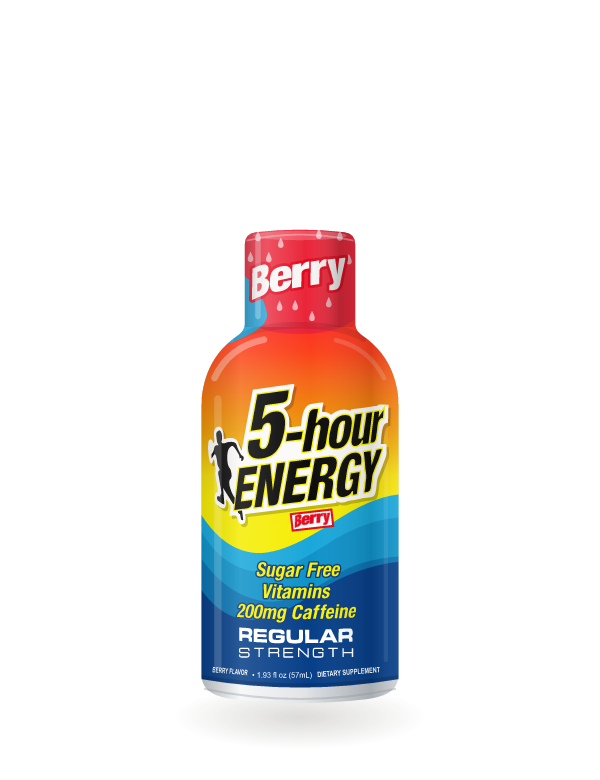 Berry
5-hour
ENERGY
Berry
Sugar Free
Vitamins
200mg Caffeine
REGULAR
STRENGTH
BERRY FLAVOR • 1.93 fl oz (57mL) DIETARY SUPPLEMENT